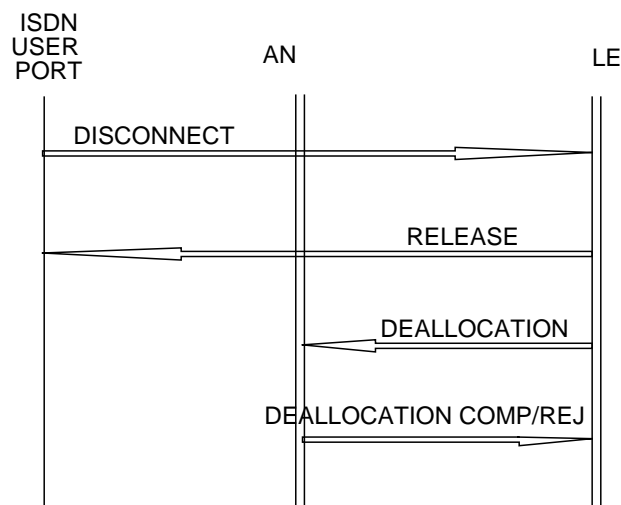 ISDN
USER
PORT
AN
LE
DISCONNECT
RELEASE
DEALLOCATION
DEALLOCATION COMP/REJ